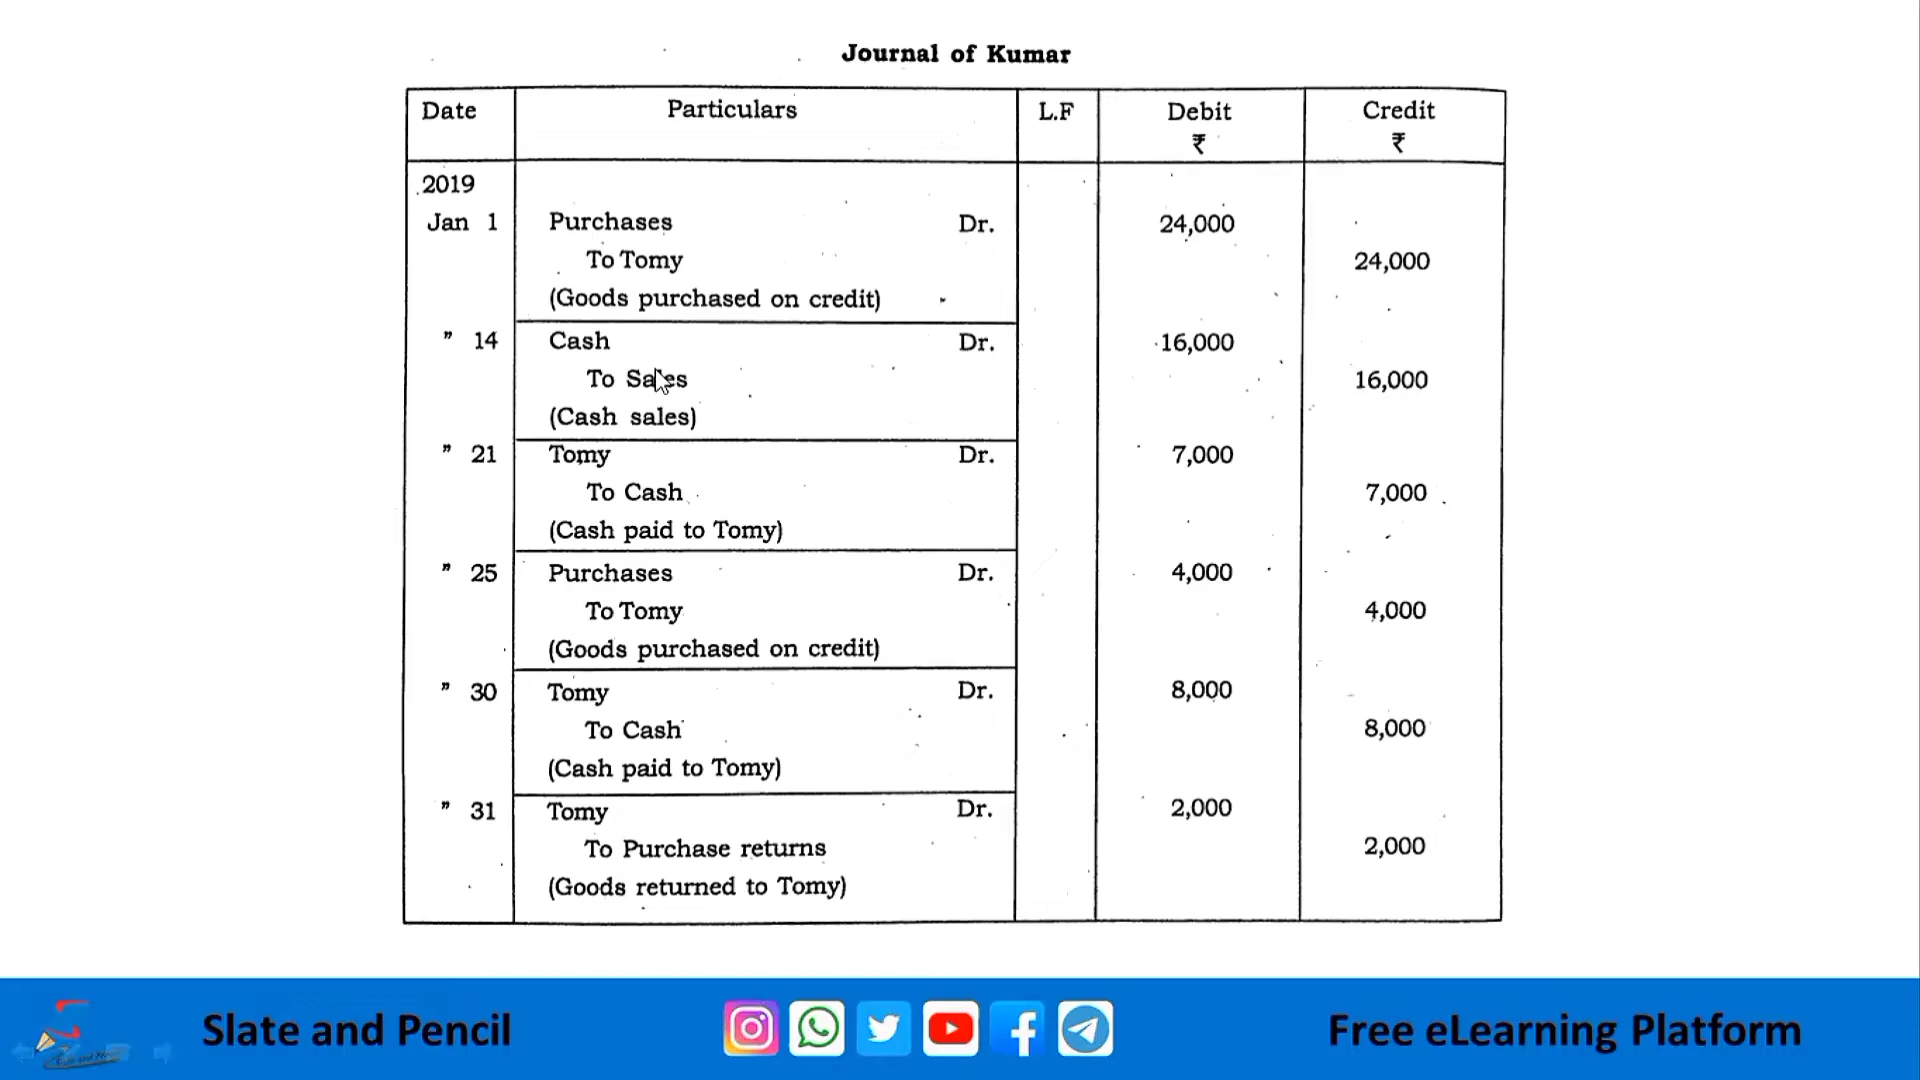 Journal of Kumar
Date Particulars L.F Debit Credit
₹ ₹
2019
Jan 1 Purchases Dr. 24,000
To Tomy 24,000
(Goods purchased on credit)
" 14 Cash Dr. 16,000
To Sales 16,000
(Cash sales)
" 21 Tomy Dr. 7,000
To Cash 7,000
(Cash paid to Tomy)
" 25 Purchases Dr. 4,000
To Tomy 4,000
(Goods purchased on credit)
" 30 Tomy Dr. 8,000
To Cash 8,000
(Cash paid to Tomy)
" 31 Tomy Dr. 2,000
To Purchase returns 2,000
(Goods returned to Tomy)
Slate and Pencil Free eLearning Platform